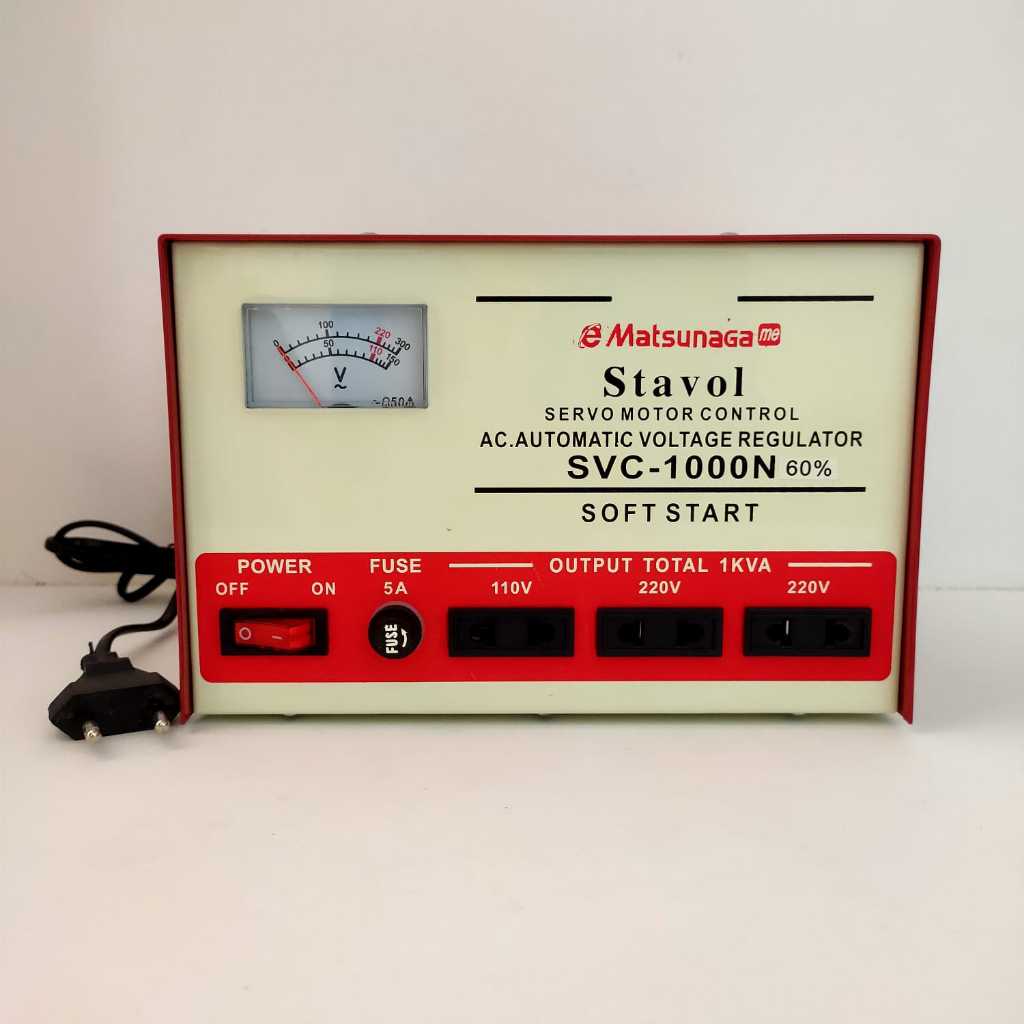 0 100 220 300
0 50 110 150
V
~
Matsunaga me
Stavol
SERVO MOTOR CONTROL
AC.AUTOMATIC VOLTAGE REGULATOR
SVC-1000N 60%
SOFT START
POWER
OFF ON
FUSE
5A
OUTPUT TOTAL 1KVA
110V 220V 220V
FUSE